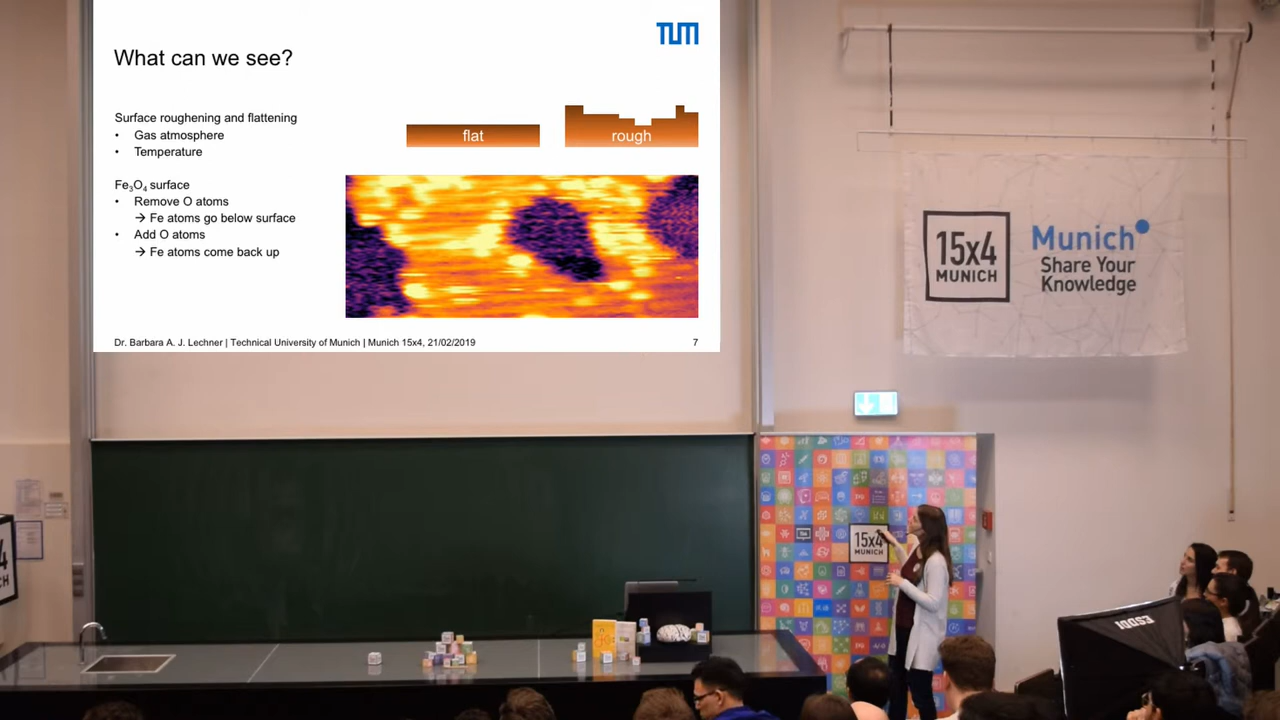 TUM
What can we see?
Surface roughening and flattening
• Gas atmosphere
• Temperature
flat
rough
Fe₃O₄ surface
• Remove O atoms
→ Fe atoms go below surface
• Add O atoms
→ Fe atoms come back up
Dr. Barbara A. J. Lechner | Technical University of Munich | Munich 15x4, 21/02/2019
7
15x4
MUNICH
Munich
Share Your
Knowledge
15x4
MUNICH
ESDDI